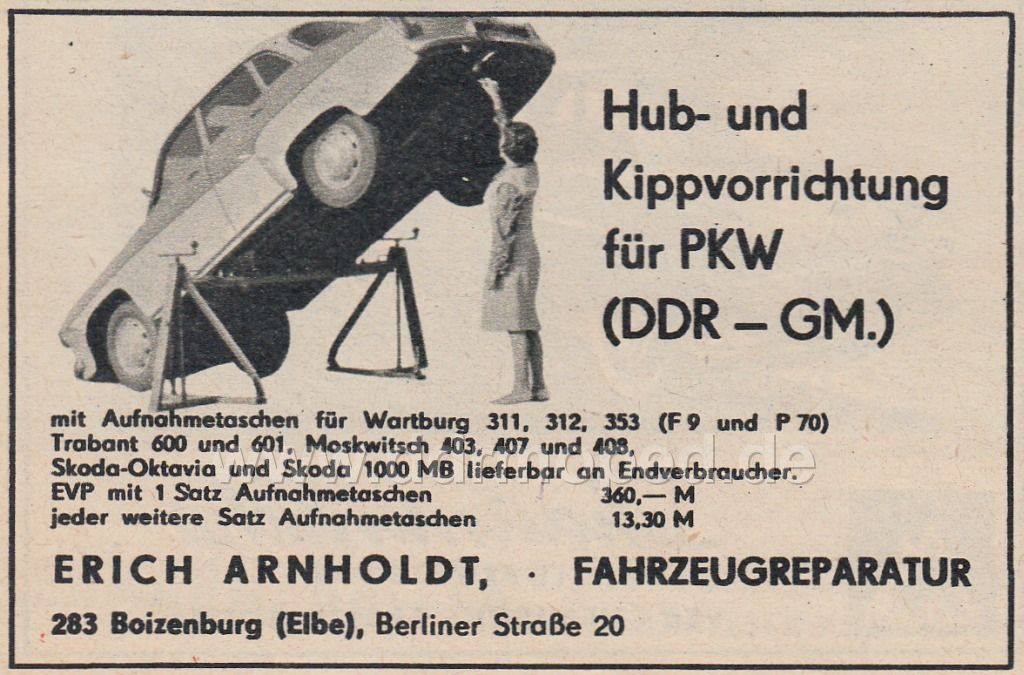 Hub- und
Kippvorrichtung
für PKW
(DDR – GM.)
mit Aufnahmetaschen für Wartburg 311, 312, 353 (F 9 und P 70)
Trabant 600 und 601, Moskwitsch 403, 407 und 408,
Skoda-Oktavia und Skoda 1000 MB lieferbar an Endverbraucher.
EVP mit 1 Satz Aufnahmetaschen 360,— M
jeder weitere Satz Aufnahmetaschen 13,30 M
ERICH ARNHOLDT, · FAHRZEUGREPARATUR
283 Boizenburg (Elbe), Berliner Straße 20